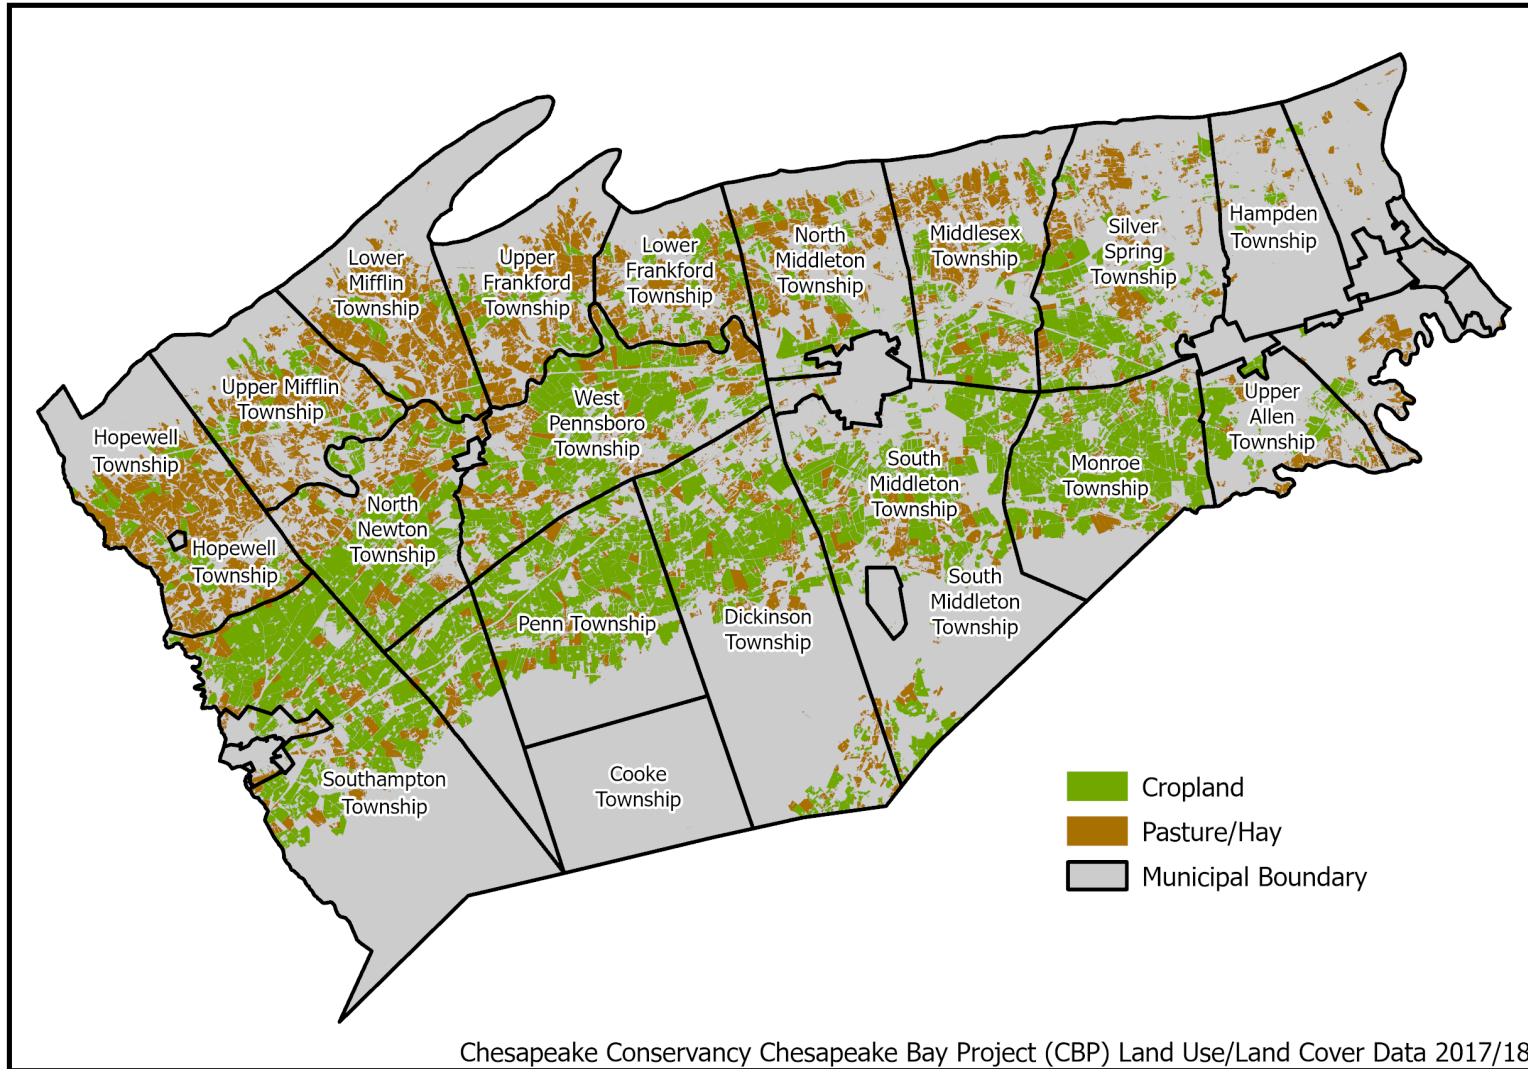 Hampden
Township
Silver
Spring
Township
Middlesex
Township
North
Middleton
Township
Lower
Frankford
Township
Upper
Frankford
Township
Lower
Mifflin
Township
Upper Mifflin
Township
Hopewell
Township
West
Pennsboro
Township
Upper
Allen
Township
South
Middleton
Township
Monroe
Township
North
Newton
Township
Hopewell
Township
South
Middleton
Township
Penn Township
Dickinson
Township
Southampton
Township
Cooke
Township
Cropland
Pasture/Hay
Municipal Boundary
Chesapeake Conservancy Chesapeake Bay Project (CBP) Land Use/Land Cover Data 2017/18